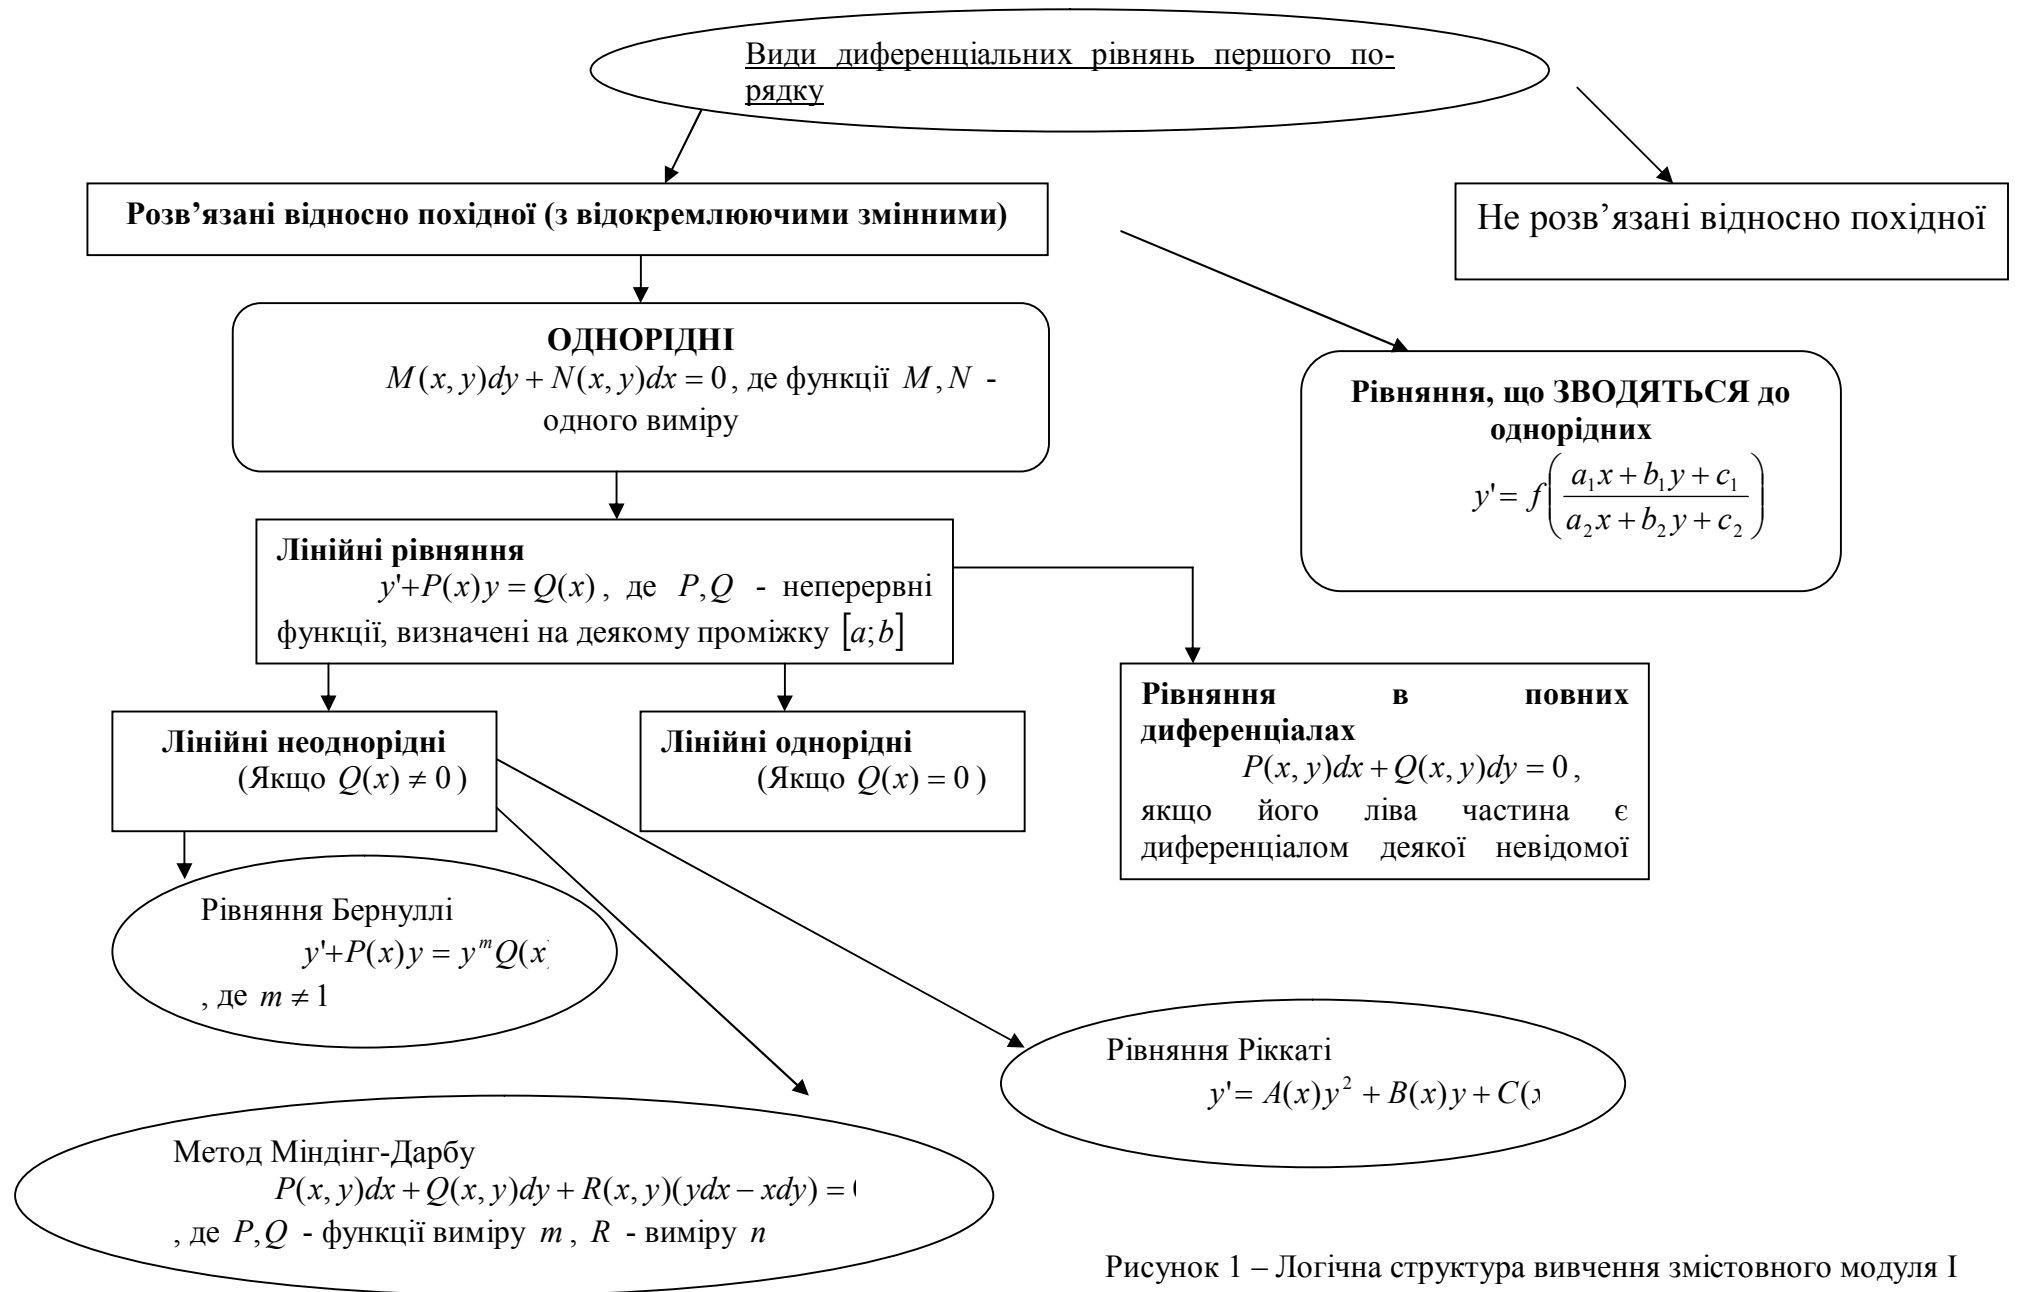 Види диференціальних рівнянь першого по-
рядку
Розв’язані відносно похідної (з відокремлюючими змінними)
Не розв’язані відносно похідної
ОДНОРІДНІ
M(x, y)dy + N(x, y)dx = 0, де функції M, N -
одного виміру
Рівняння, що ЗВОДЯТЬСЯ до
однорідних
y' = f((a₁x + b₁y + c₁)/(a₂x + b₂y + c₂))
Лінійні рівняння
y'+P(x)y = Q(x), де P,Q - неперервні
функції, визначені на деякому проміжку [a;b]
Лінійні неоднорідні
(Якщо Q(x) ≠ 0)
Лінійні однорідні
(Якщо Q(x) = 0)
Рівняння в повних
диференціалах
P(x, y)dx + Q(x, y)dy = 0,
якщо його ліва частина є
диференціалом деякої невідомої
Рівняння Бернуллі
y'+P(x)y = yᵐQ(x
, де m ≠ 1
Рівняння Ріккаті
y' = A(x)y² + B(x)y + C(
Метод Міндінг-Дарбу
P(x, y)dx + Q(x, y)dy + R(x, y)(ydx − xdy) =
, де P,Q - функції виміру m, R - виміру n
Рисунок 1 – Логічна структура вивчення змістовного модуля I